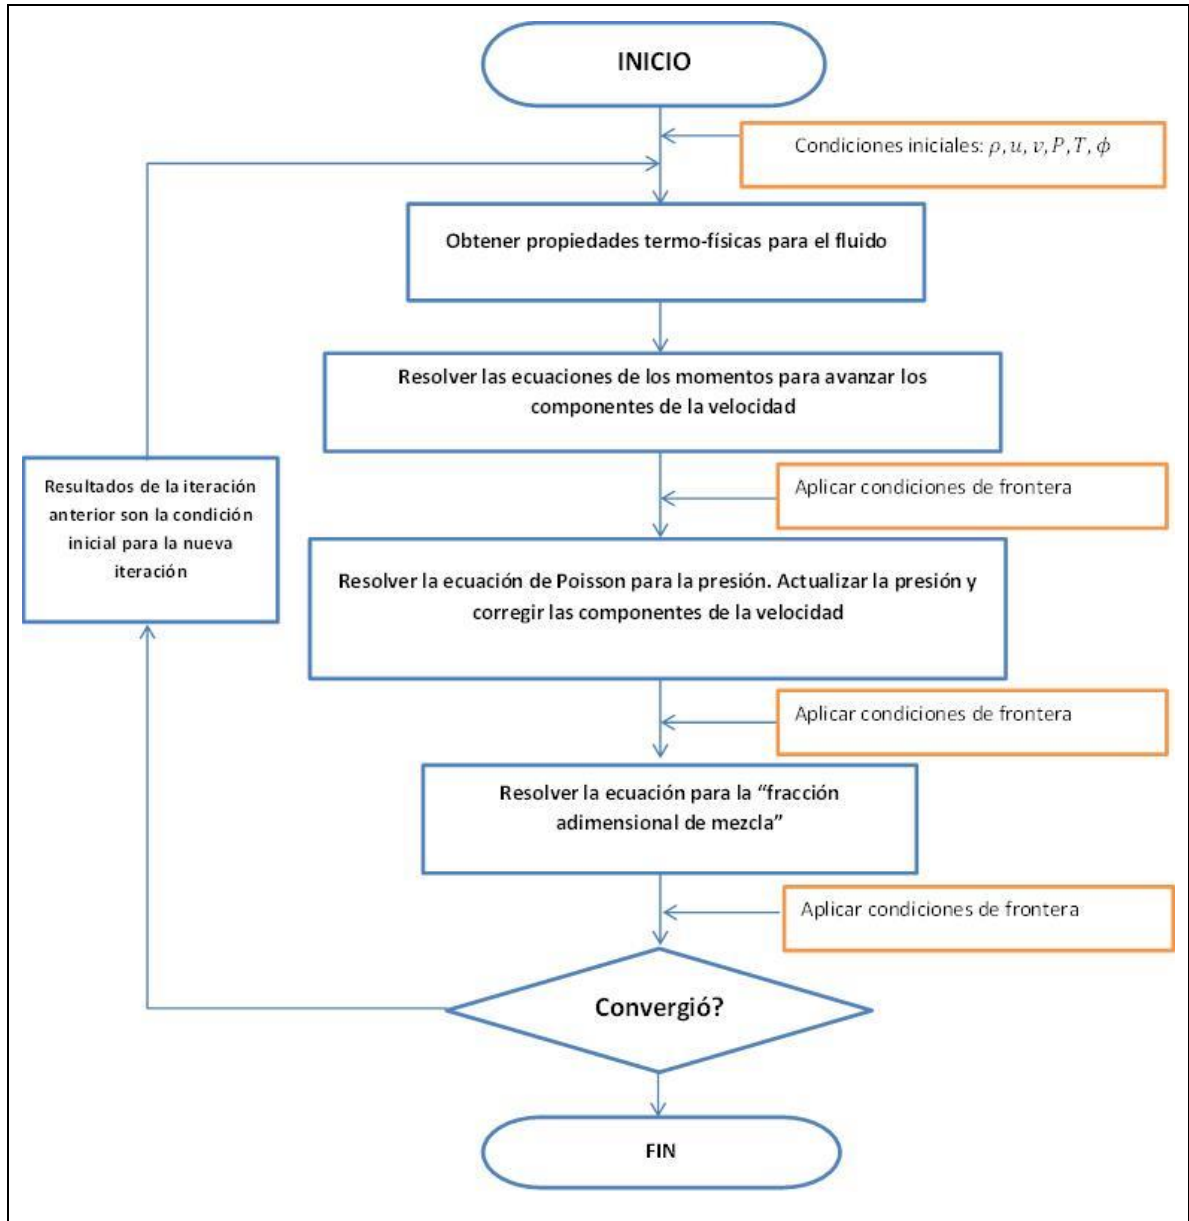 INICIO
Condiciones iniciales: ρ, u, v, P, T, ϕ
Obtener propiedades termo-físicas para el fluido
Resolver las ecuaciones de los momentos para avanzar los
componentes de la velocidad
Aplicar condiciones de frontera
Resultados de la iteración
anterior son la condición
inicial para la nueva
iteración
Resolver la ecuación de Poisson para la presión. Actualizar la presión y
corregir las componentes de la velocidad
Aplicar condiciones de frontera
Resolver la ecuación para la “fracción
adimensional de mezcla”
Aplicar condiciones de frontera
Convergió?
FIN